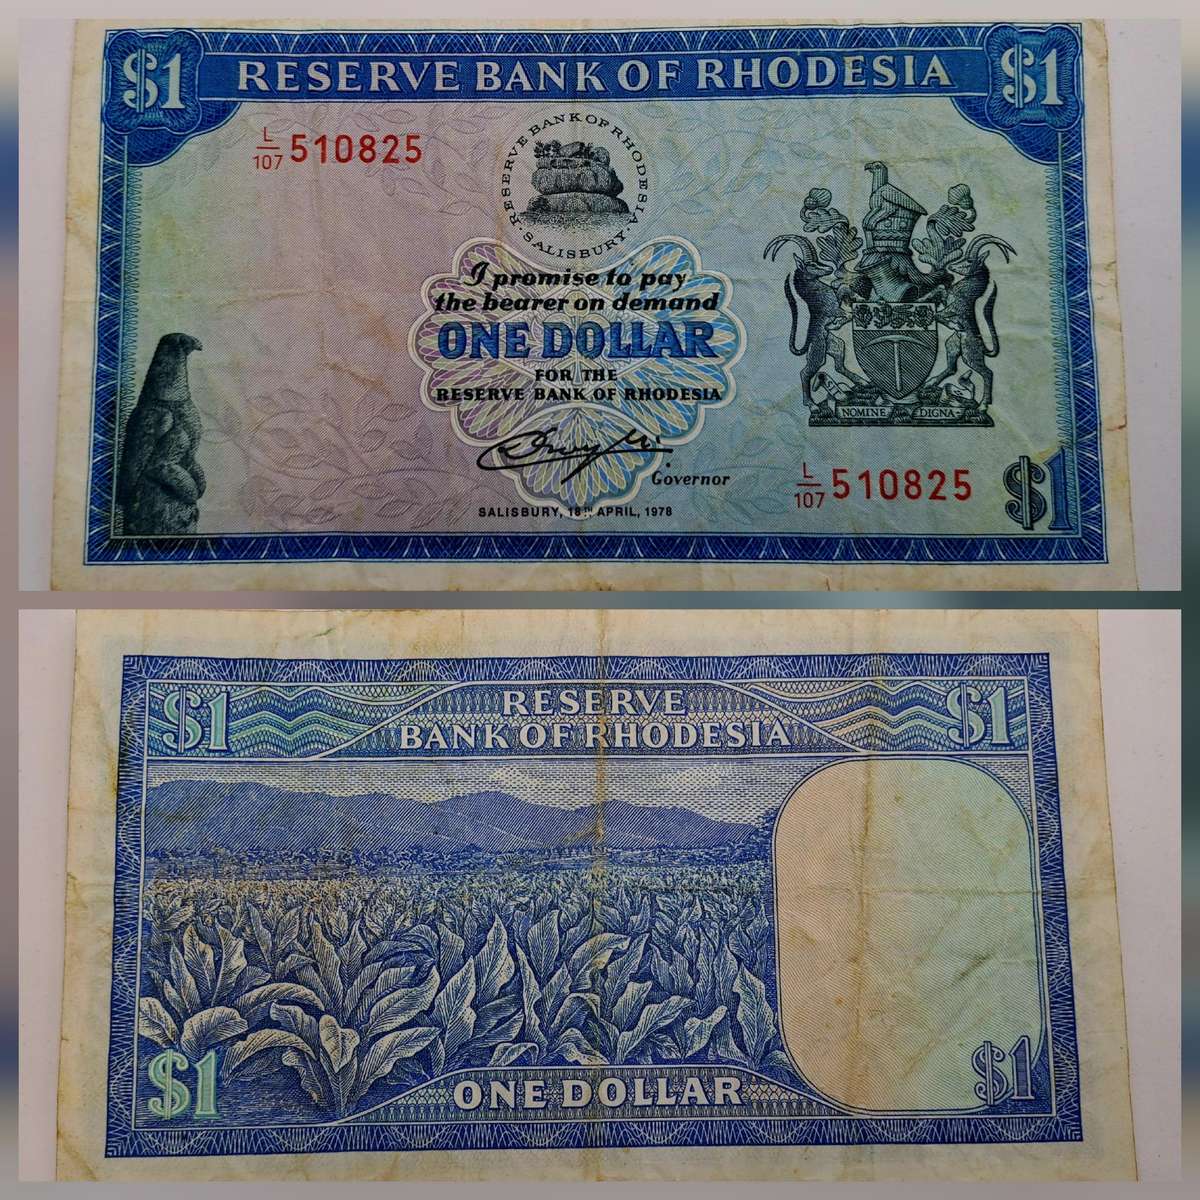 $1 RESERVE BANK OF RHODESIA $1
L/107 510825
RESERVE BANK OF RHODESIA
· SALISBURY ·
I promise to pay
the bearer on demand
ONE DOLLAR
FOR THE
RESERVE BANK OF RHODESIA
NOMINE DIGNA
Governor
L/107 510825
$1
SALISBURY, 18TH APRIL, 1978
$1 RESERVE $1
BANK OF RHODESIA
$1 $1
ONE DOLLAR